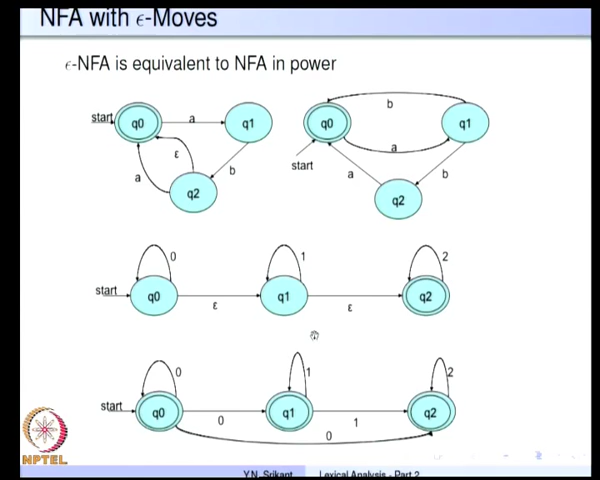 NFA with ϵ-Moves
ϵ-NFA is equivalent to NFA in power
start q0 a q1
ε
a b
q2
b
q0 q1
a
start
a b
q2
0 1 2
start q0 q1 q2
ε ε
0 1 2
start q0 q1 q2
0 1
0
NPTEL
Y.N. Srikant Lexical Analysis - Part 2